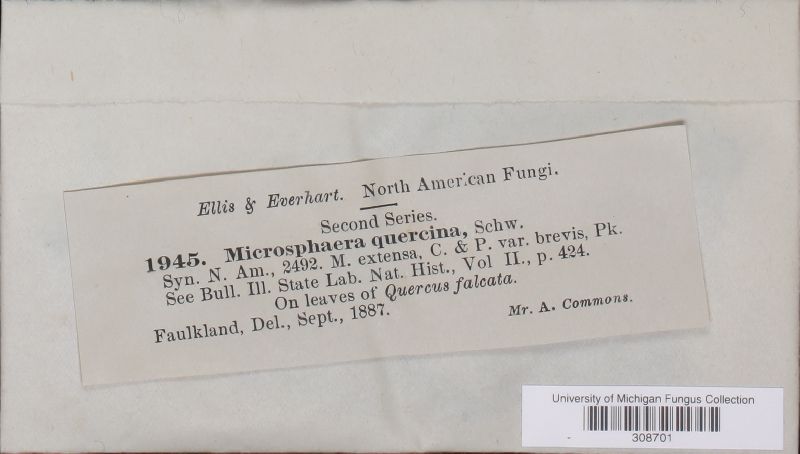 Ellis & Everhart. North American Fungi.
Second Series.
1945. Microsphaera quercina, Schw.
Syn. N. Am., 2492. M. extensa, C. & P. var. brevis, Pk.
See Bull. Ill. State Lab. Nat. Hist., Vol II., p. 424.
On leaves of Quercus falcata.
Faulkland, Del., Sept., 1887.
Mr. A. Commons.
University of Michigan Fungus Collection
308701